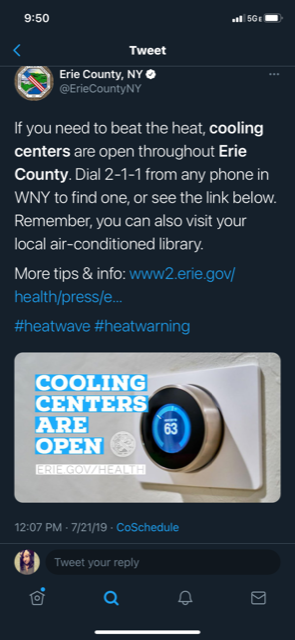 9:50
5GE
Tweet
Erie County, NY
@ErieCountyNY
If you need to beat the heat, cooling
centers are open throughout Erie
County. Dial 2-1-1 from any phone in
WNY to find one, or see the link below.
Remember, you can also visit your
local air-conditioned library.
More tips & info: www2.erie.gov/
health/press/e...
#heatwave #heatwarning
COOLING
CENTERS
ARE
OPEN
63
ERIE.GOV/HEALTH
12:07 PM · 7/21/19 · CoSchedule
Tweet your reply